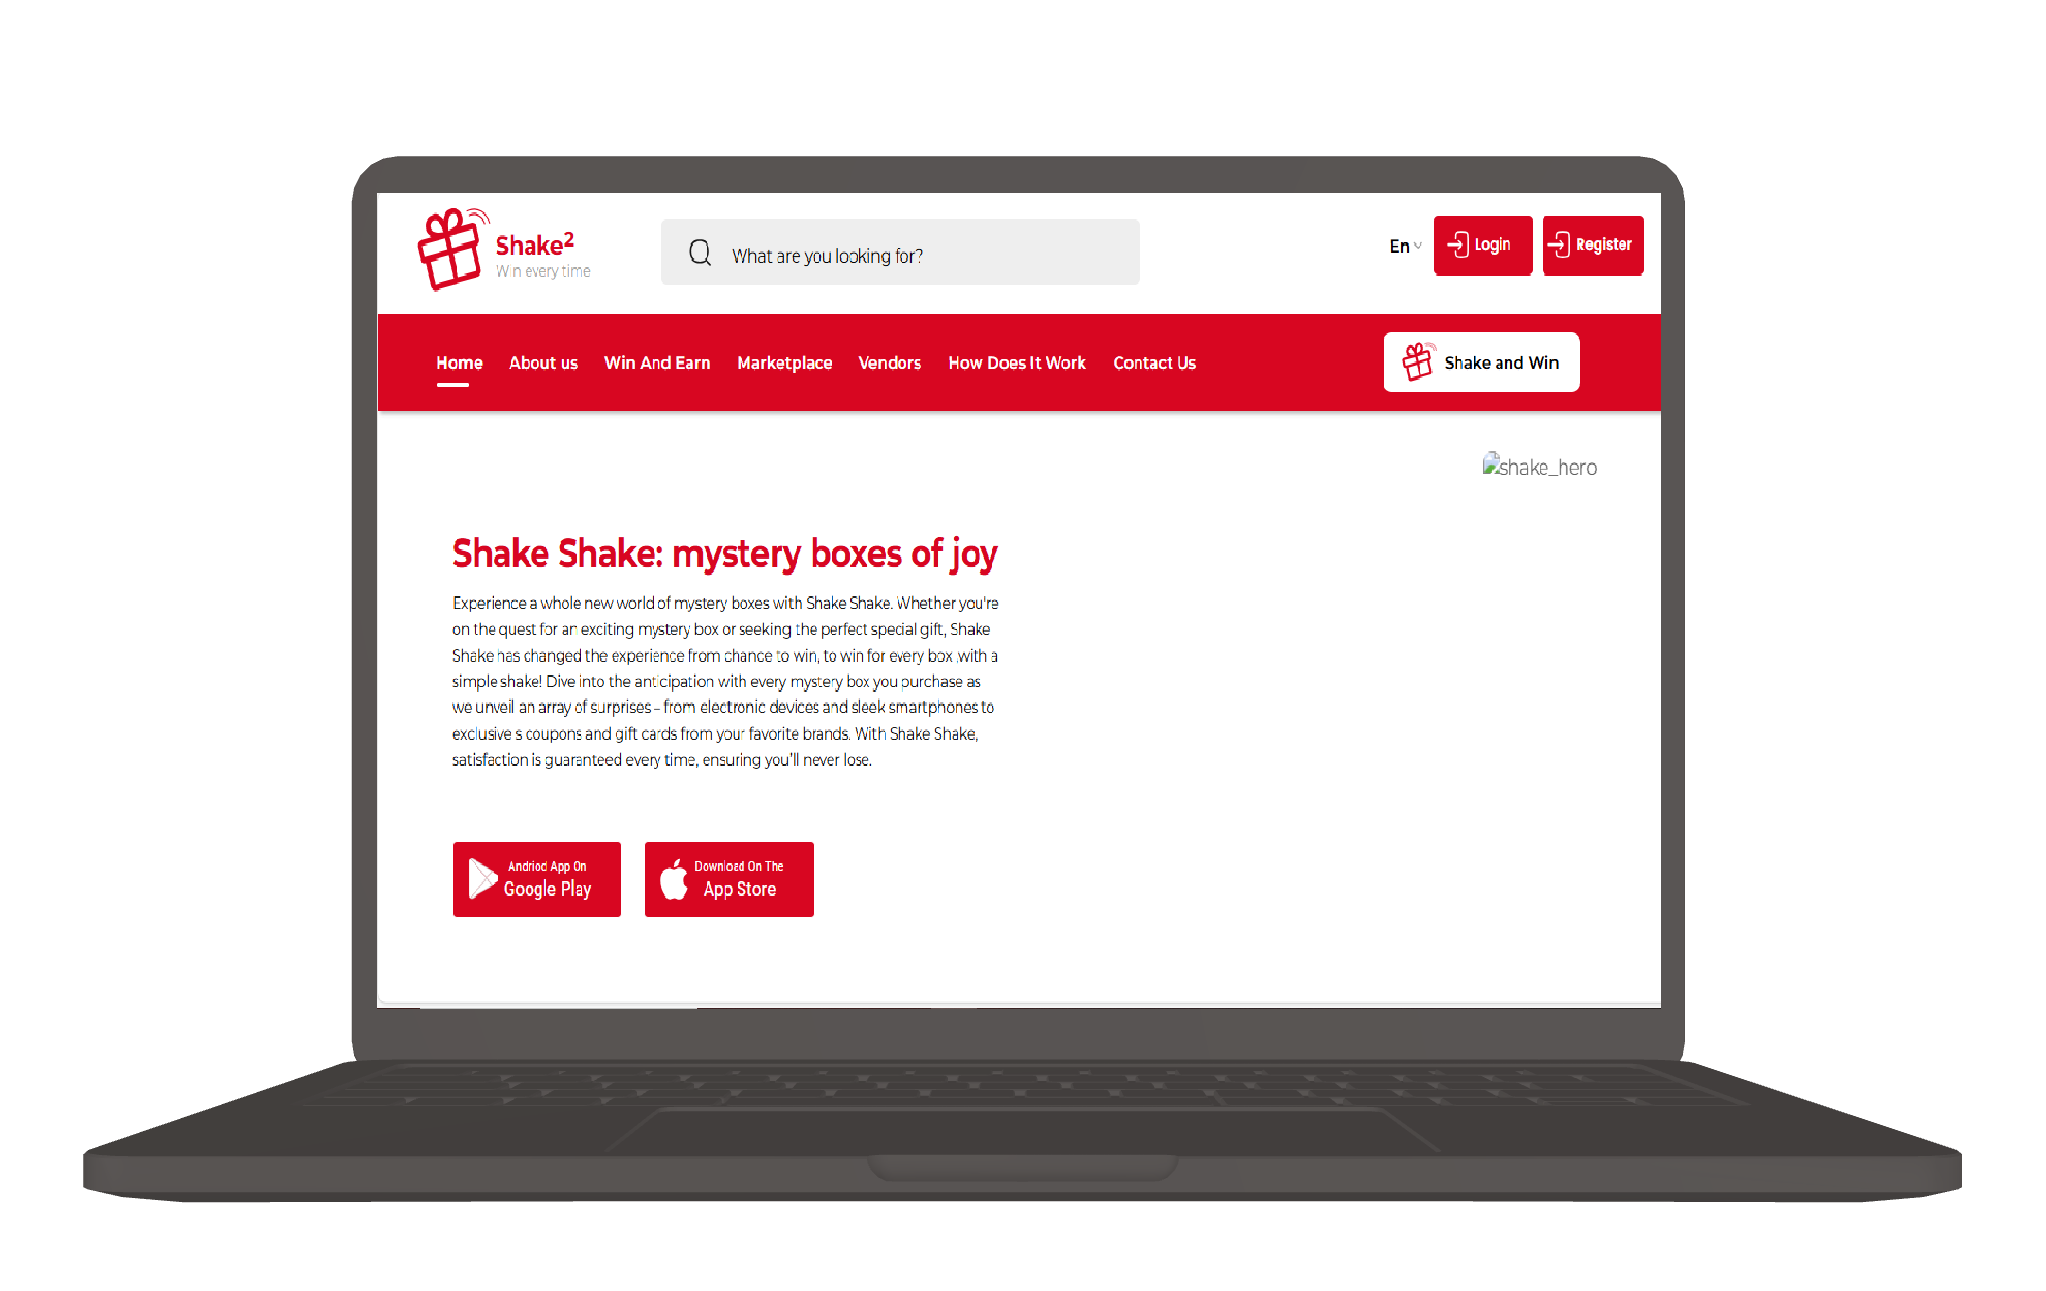 Shake²
Win every time
What are you looking for?
En
Login
Register
Home About us Win And Earn Marketplace Vendors How Does It Work Contact Us
Shake and Win
shake_hero
Shake Shake: mystery boxes of joy
Experience a whole new world of mystery boxes with Shake Shake. Whether you're
on the quest for an exciting mystery box or seeking the perfect special gift, Shake
Shake has changed the experience from chance to win, to win for every box ,with a
simple shake! Dive into the anticipation with every mystery box you purchase as
we unveil an array of surprises - from electronic devices and sleek smartphones to
exclusive s coupons and gift cards from your favorite brands. With Shake Shake,
satisfaction is guaranteed every time, ensuring you'll never lose.
Andriod App On
Google Play
Download On The
App Store